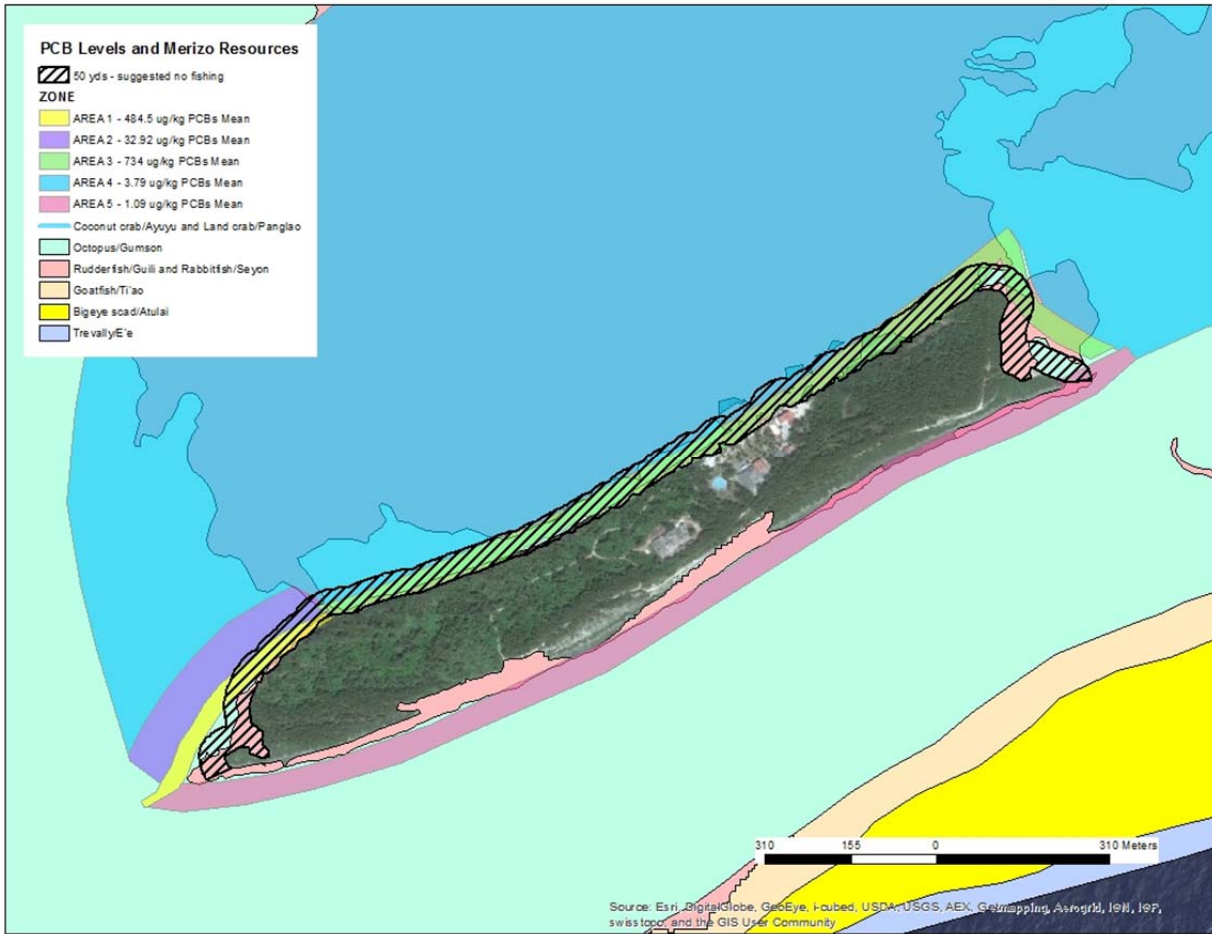 PCB Levels and Merizo Resources
50 yds - suggested no fishing
ZONE
AREA 1 - 484.5 ug/kg PCBs Mean
AREA 2 - 32.92 ug/kg PCBs Mean
AREA 3 - 734 ug/kg PCBs Mean
AREA 4 - 3.79 ug/kg PCBs Mean
AREA 5 - 1.09 ug/kg PCBs Mean
Coconut crab/Ayuyu and Land crab/Panglao
Octopus/Gumson
Rudderfish/Guili and Rabbitfish/Seyon
Goatfish/Ti'ao
Bigeye scad/Atulai
Trevally/E'e
310 155 0 310 Meters
Source: Esri, DigitalGlobe, GeoEye, i-cubed, USDA, USGS, AEX, Getmapping, Aerogrid, IGN, IGP,
swisstopo, and the GIS User Community